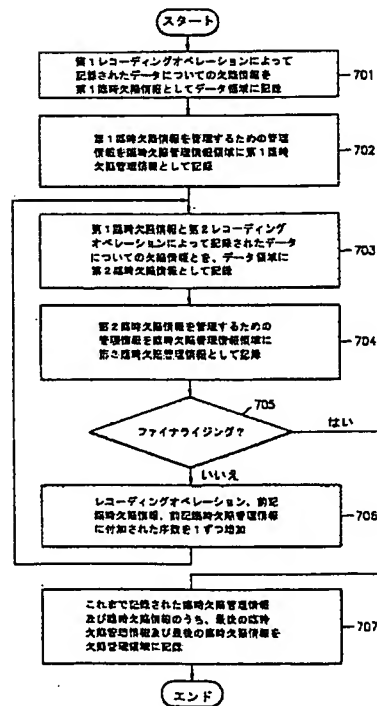 スタート
第１レコーディングオペレーションによって
記録されたデータについての欠陥情報を
第１臨時欠陥情報としてデータ領域に記録
701
第１臨時欠陥情報を管理するための管理
情報を臨時欠陥管理情報領域に第１臨時
欠陥管理情報として記録
702
第１臨時欠陥情報と第２レコーディング
オペレーションによって記録されたデータ
についての欠陥情報とを、データ領域に
第２臨時欠陥情報として記録
703
第２臨時欠陥情報を管理するための
管理情報を臨時欠陥管理情報領域に
第２臨時欠陥管理情報として記録
704
705
ファイナライジング？
はい
いいえ
レコーディングオペレーション、前記
臨時欠陥情報、前記臨時欠陥管理情報
に付加された序数を１ずつ増加
706
これまで記録された臨時欠陥管理情報
及び臨時欠陥情報のうち、最後の臨時
欠陥管理情報及び最後の臨時欠陥情報を
欠陥管理領域に記録
707
エンド